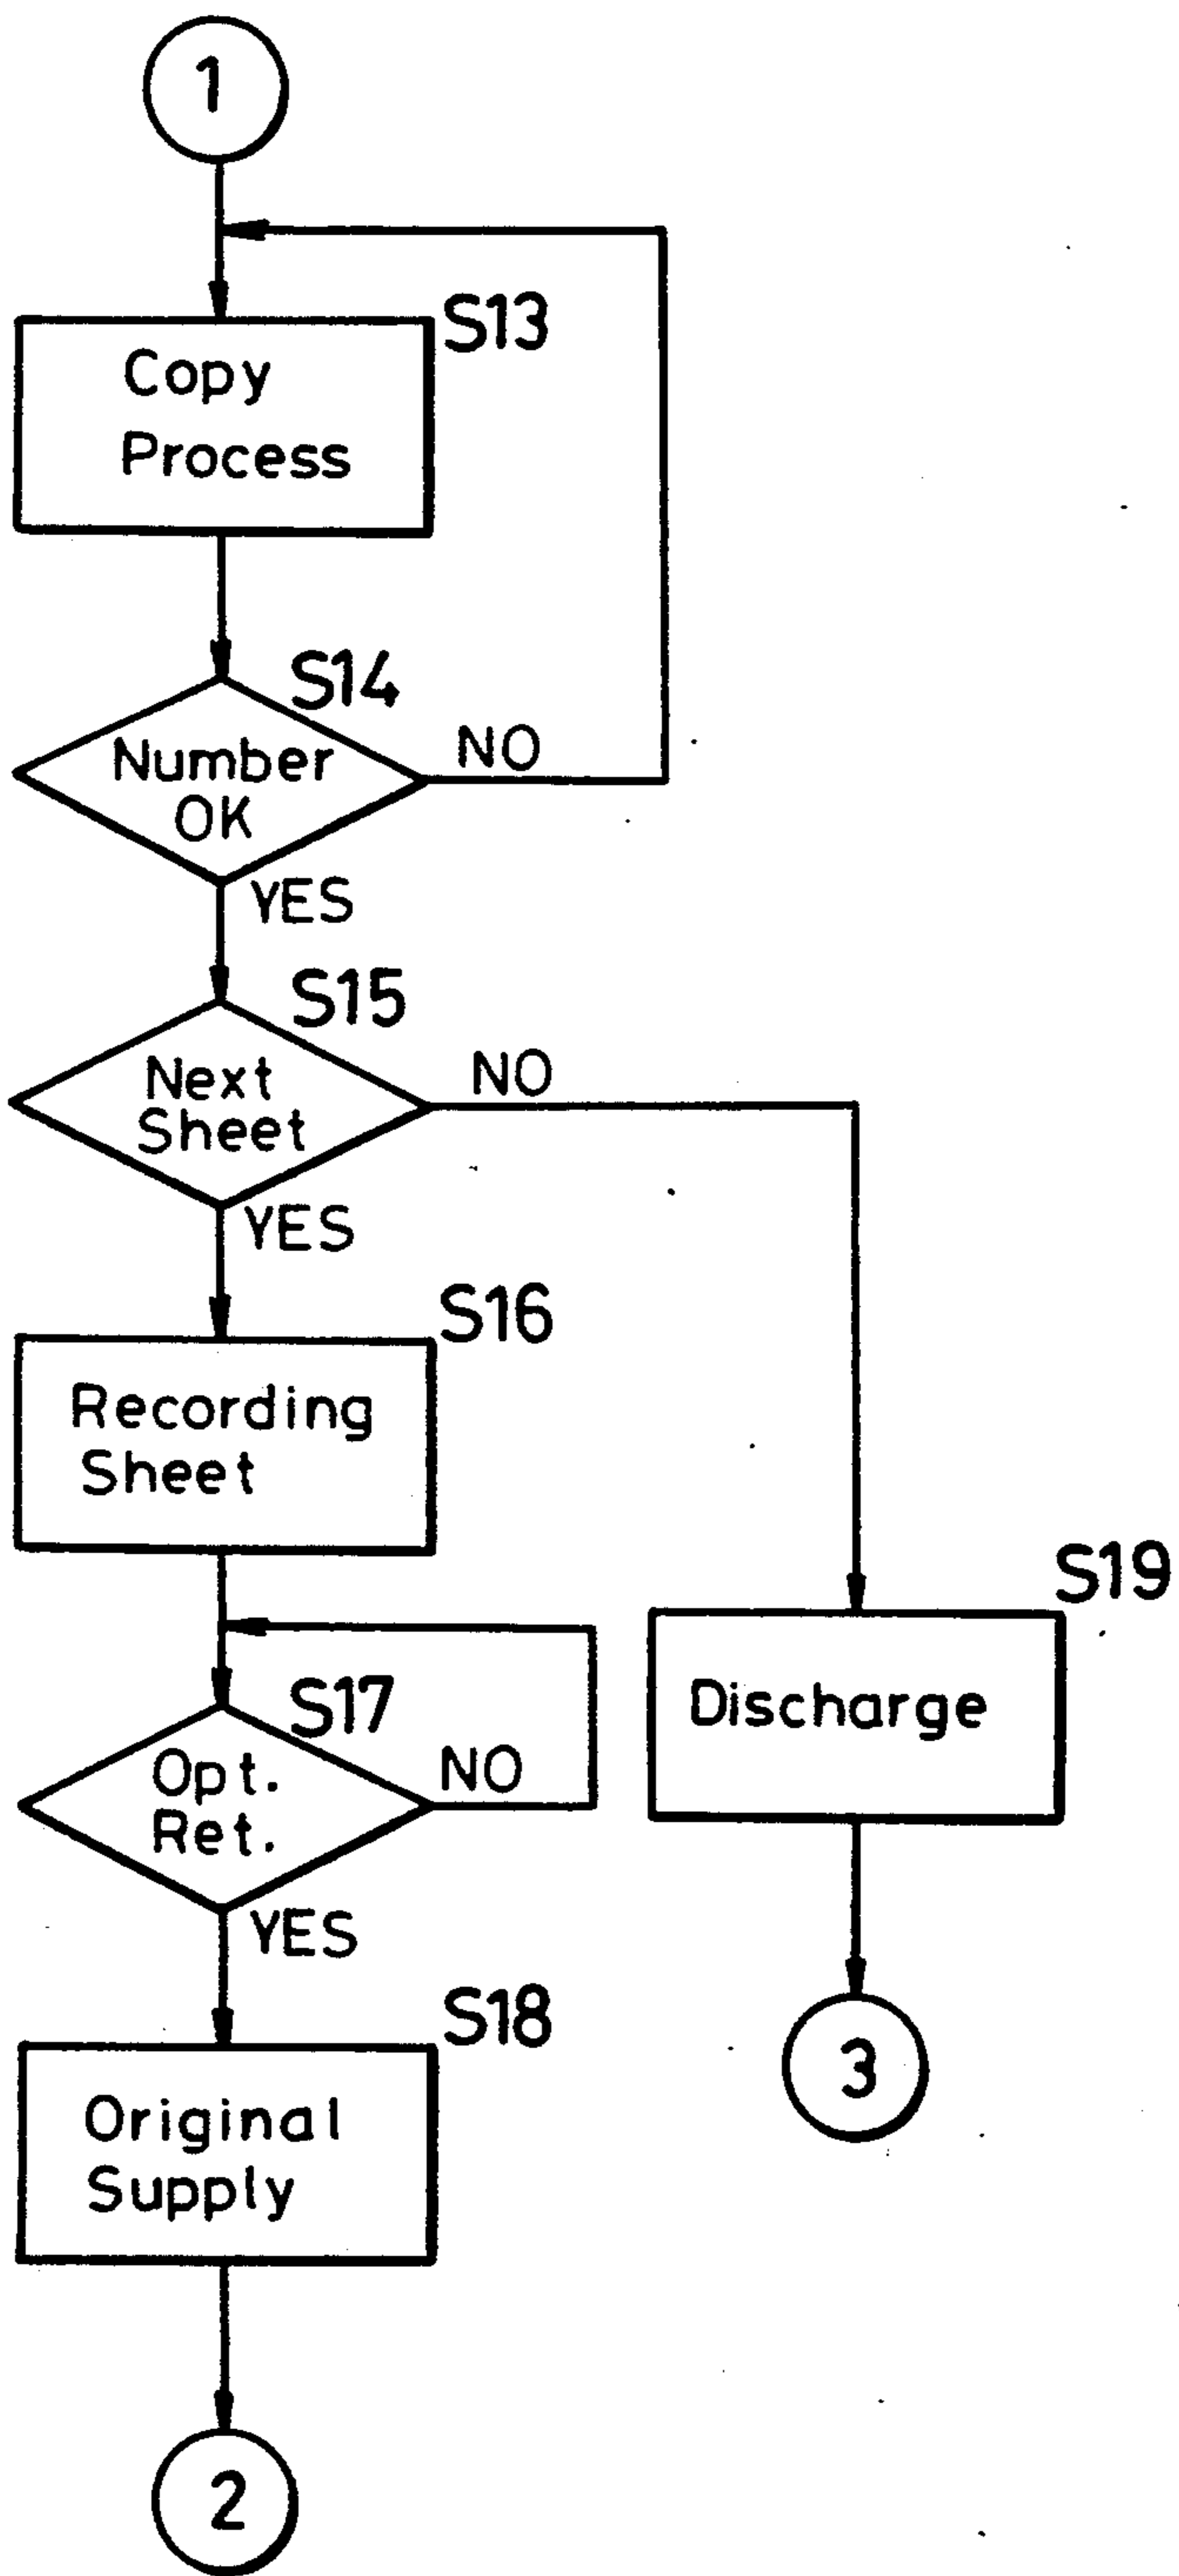 1
S13
Copy
Process
S14
Number
OK
NO
YES
S15
Next
Sheet
NO
YES
S16
Recording
Sheet
S17
Opt.
Ret.
NO
YES
S18
Original
Supply
2
S19
Discharge
3